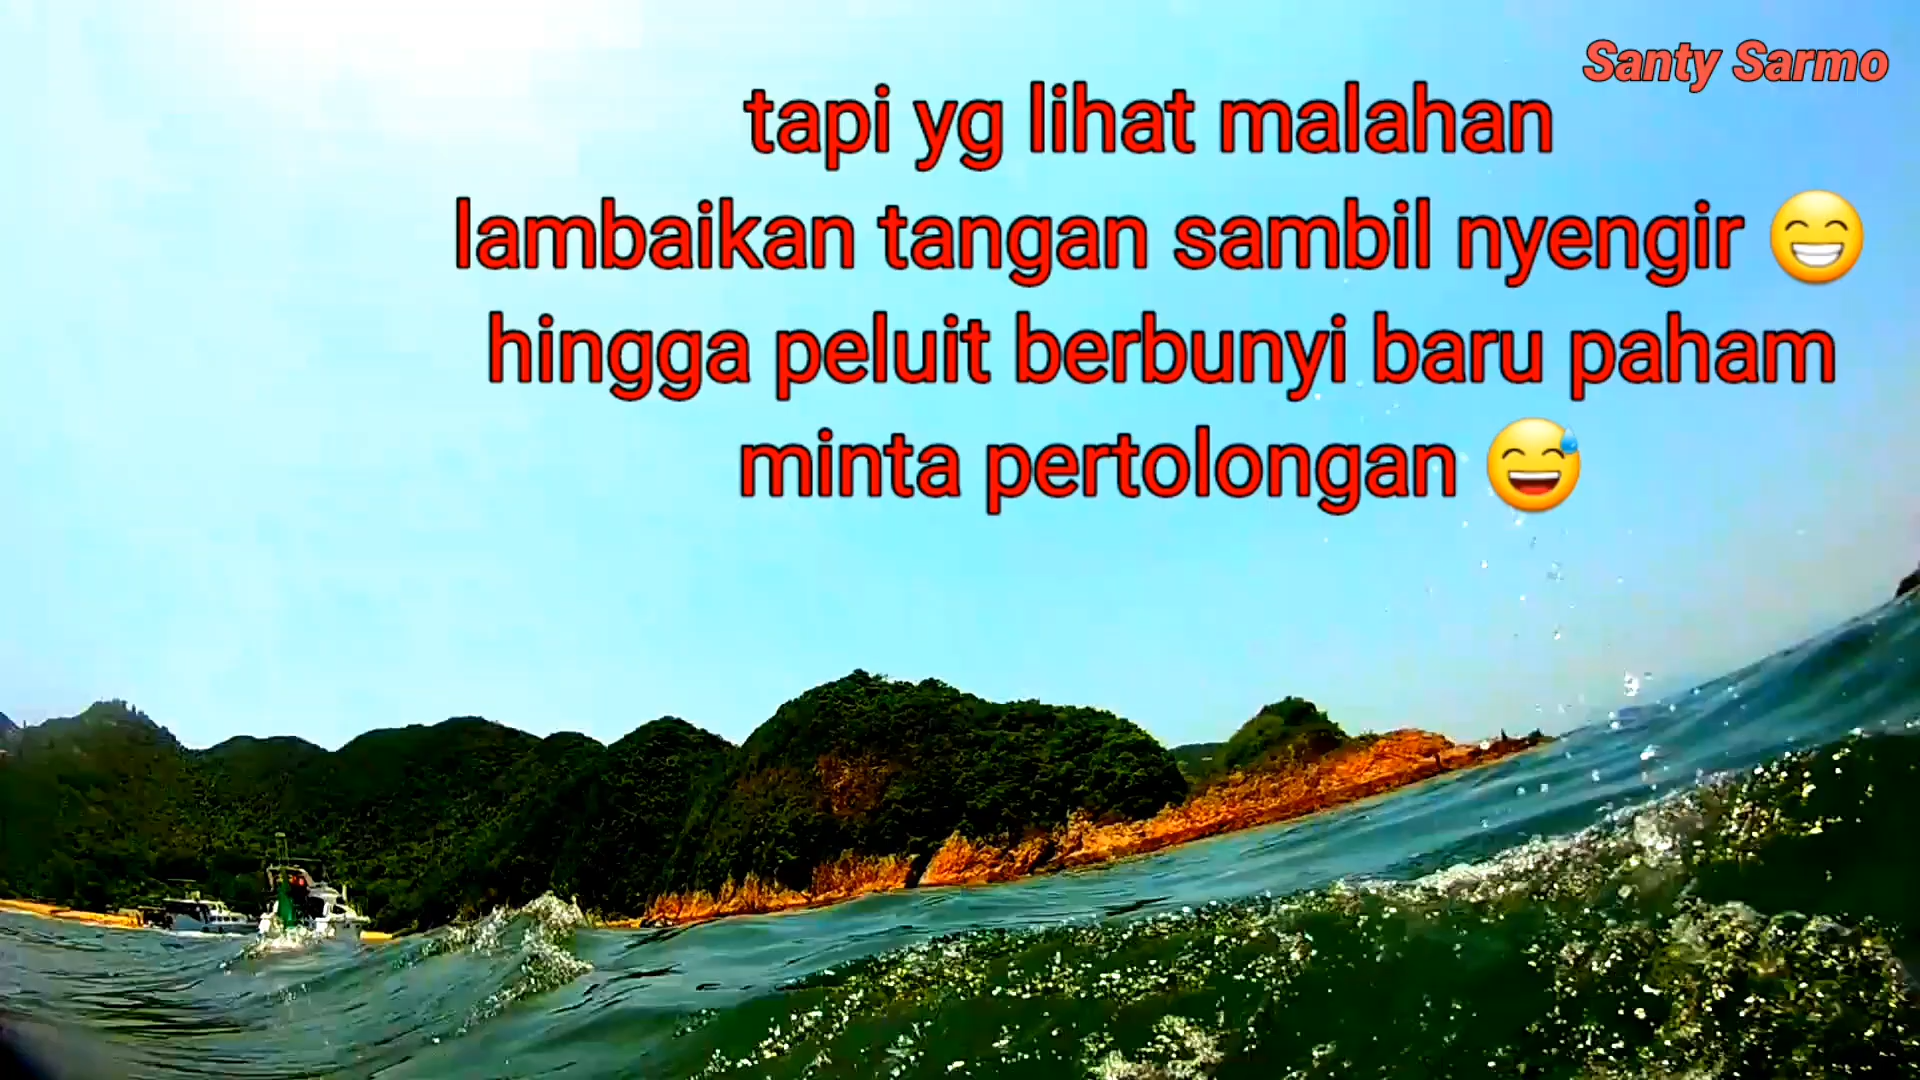 Santy Sarmo
tapi yg lihat malahan
lambaikan tangan sambil nyengir 😁
hingga peluit berbunyi baru paham
minta pertolongan 😅